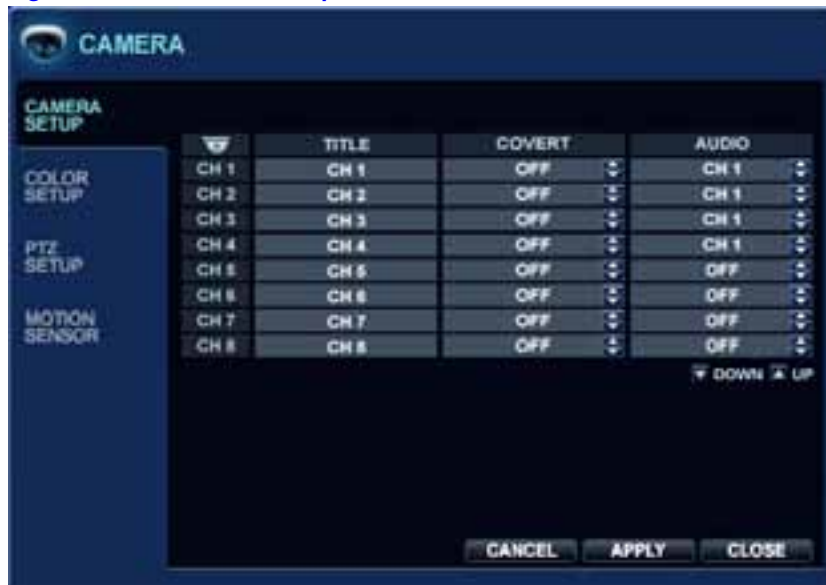 CAMERA
CAMERA
SETUP
COLOR
SETUP
PTZ
SETUP
MOTION
SENSOR
TITLE COVERT AUDIO
CH 1 CH 1 OFF CH 1
CH 2 CH 2 OFF CH 1
CH 3 CH 3 OFF CH 1
CH 4 CH 4 OFF CH 1
CH 5 CH 5 OFF OFF
CH 6 CH 6 OFF OFF
CH 7 CH 7 OFF OFF
CH 8 CH 8 OFF OFF
DOWN UP
CANCEL APPLY CLOSE